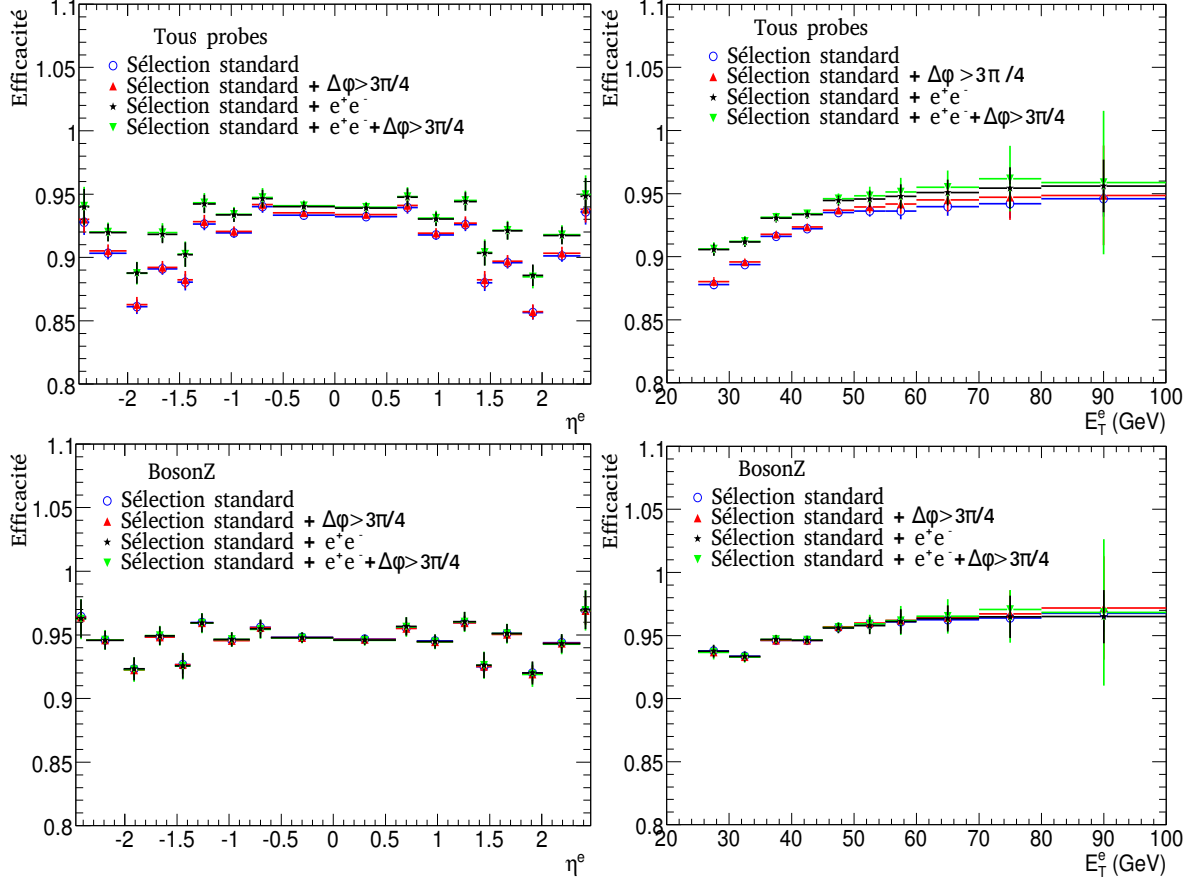 Efficacité
1.1
1.05
1
0.95
0.9
0.85
0.8
Tous probes
Sélection standard
Sélection standard + Δφ>3π/4
Sélection standard + e⁺e⁻
Sélection standard + e⁺e⁻+Δφ>3π/4
-2 -1.5 -1 -0.5 0 0.5 1 1.5 2
ηᵉ
Efficacité
1.1
1.05
1
0.95
0.9
0.85
0.8
Tous probes
Sélection standard
Sélection standard + Δφ >3π /4
Sélection standard + e⁺e⁻
Sélection standard + e⁺e⁻+Δφ>3π/4
20 30 40 50 60 70 80 90 100
E_T^e (GeV)
Efficacité
1.1
1.05
1
0.95
0.9
0.85
0.8
BosonZ
Sélection standard
Sélection standard + Δφ>3π/4
Sélection standard + e⁺e⁻
Sélection standard + e⁺e⁻+Δφ>3π/4
-2 -1.5 -1 -0.5 0 0.5 1 1.5 2
ηᵉ
Efficacité
1.1
1.05
1
0.95
0.9
0.85
0.8
BosonZ
Sélection standard
Sélection standard + Δφ>3π/4
Sélection standard + e⁺e⁻
Sélection standard + e⁺e⁻+Δφ>3π/4
20 30 40 50 60 70 80 90 100
E_T^e (GeV)